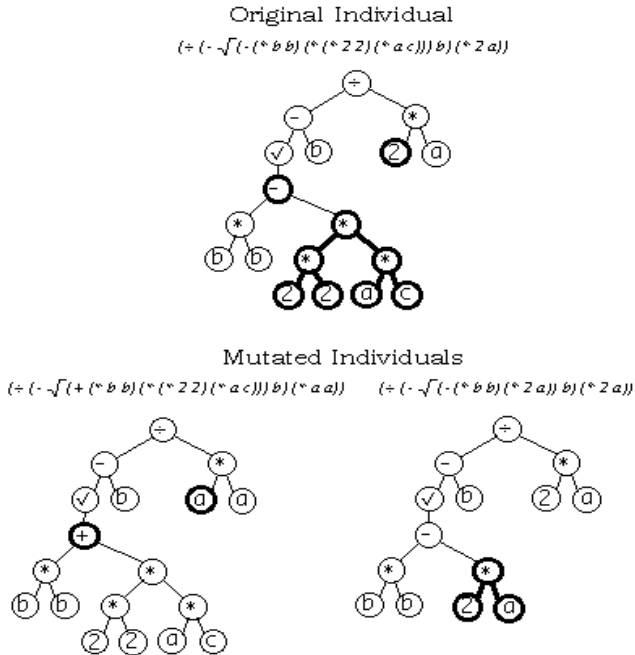 Original Individual
(÷ (- √(- (* b b) (* (* 2 2) (* a c))) b) (* 2 a))
÷
- *
√ b 2 a
-
* *
b b * *
2 2 a c
Mutated Individuals
(÷ (- √(+ (* b b) (* (* 2 2) (* a c))) b) (* a a)) (÷ (- √(- (* b b) (* 2 a)) b) (* 2 a))
÷ ÷
- * - *
√ b a a √ b 2 a
+ -
* * * *
b b * * b b 2 a
2 2 a c